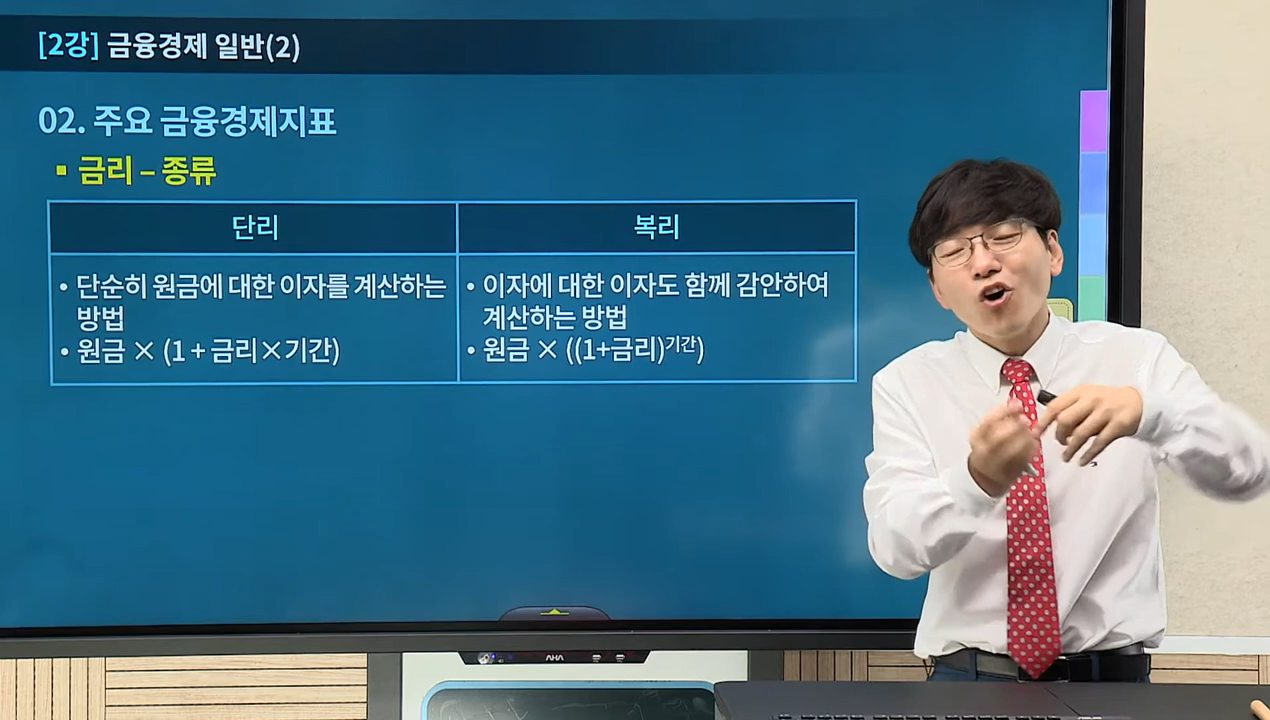 [2강] 금융경제 일반(2)
02. 주요 금융경제지표
▪ 금리 – 종류
단리
복리
• 단순히 원금에 대한 이자를 계산하는
방법
• 원금 × (1 + 금리×기간)
• 이자에 대한 이자도 함께 감안하여
계산하는 방법
• 원금 × ((1+금리)기간)
AHA